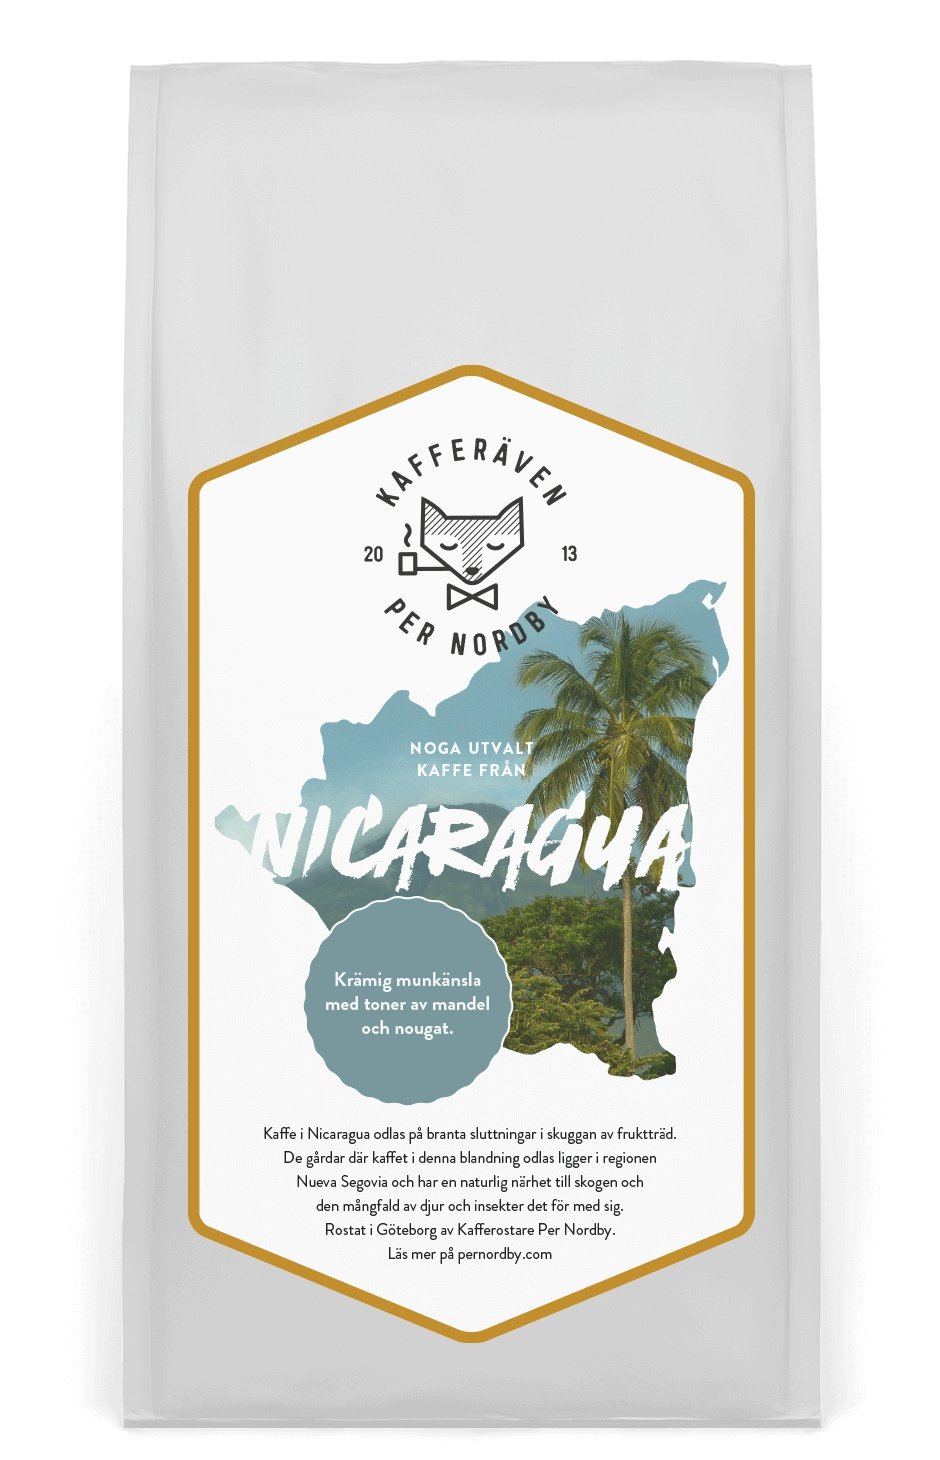 KAFFERÄVEN
20 13
PER NORDBY
NOGA UTVALT
KAFFE FRÅN
NICARAGUA
Krämig munkänsla
med toner av mandel
och nougat.
Kaffe i Nicaragua odlas på branta sluttningar i skuggan av fruktträd.
De gårdar där kaffet i denna blandning odlas ligger i regionen
Nueva Segovia och har en naturlig närhet till skogen och
den mångfald av djur och insekter det för med sig.
Rostat i Göteborg av Kafferostare Per Nordby.
Läs mer på pernordby.com